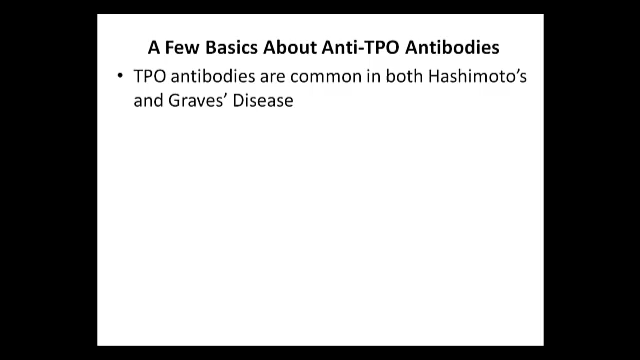 A Few Basics About Anti-TPO Antibodies
• TPO antibodies are common in both Hashimoto's
and Graves' Disease